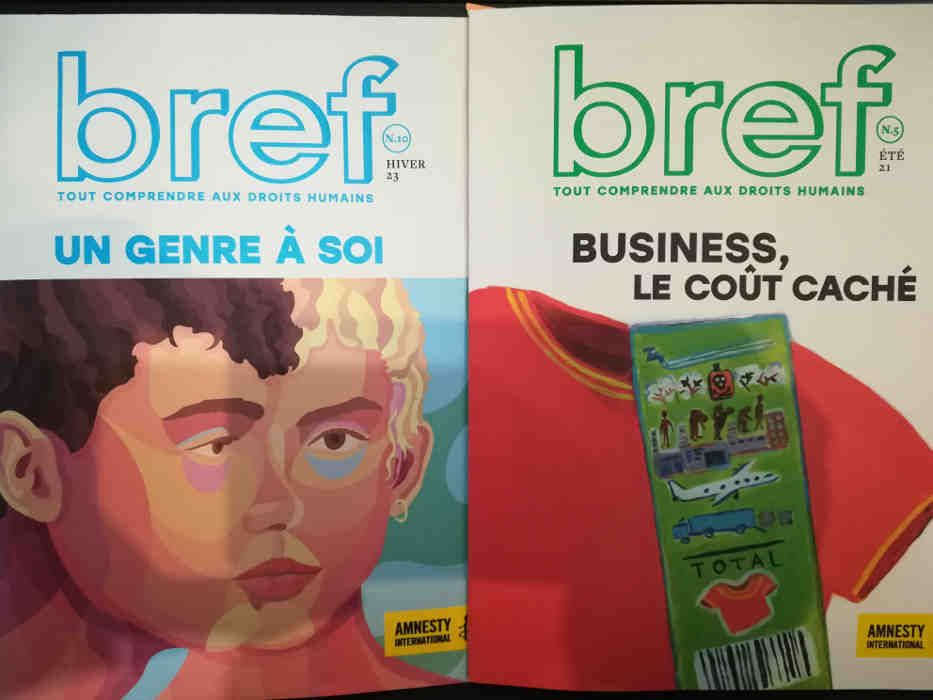 bref
N.10
HIVER
23
TOUT COMPRENDRE AUX DROITS HUMAINS
UN GENRE À SOI
AMNESTY
INTERNATIONAL
bref
N.5
ÉTÉ
21
TOUT COMPRENDRE AUX DROITS HUMAINS
BUSINESS,
LE COÛT CACHÉ
TOTAL
AMNESTY
INTERNATIONAL